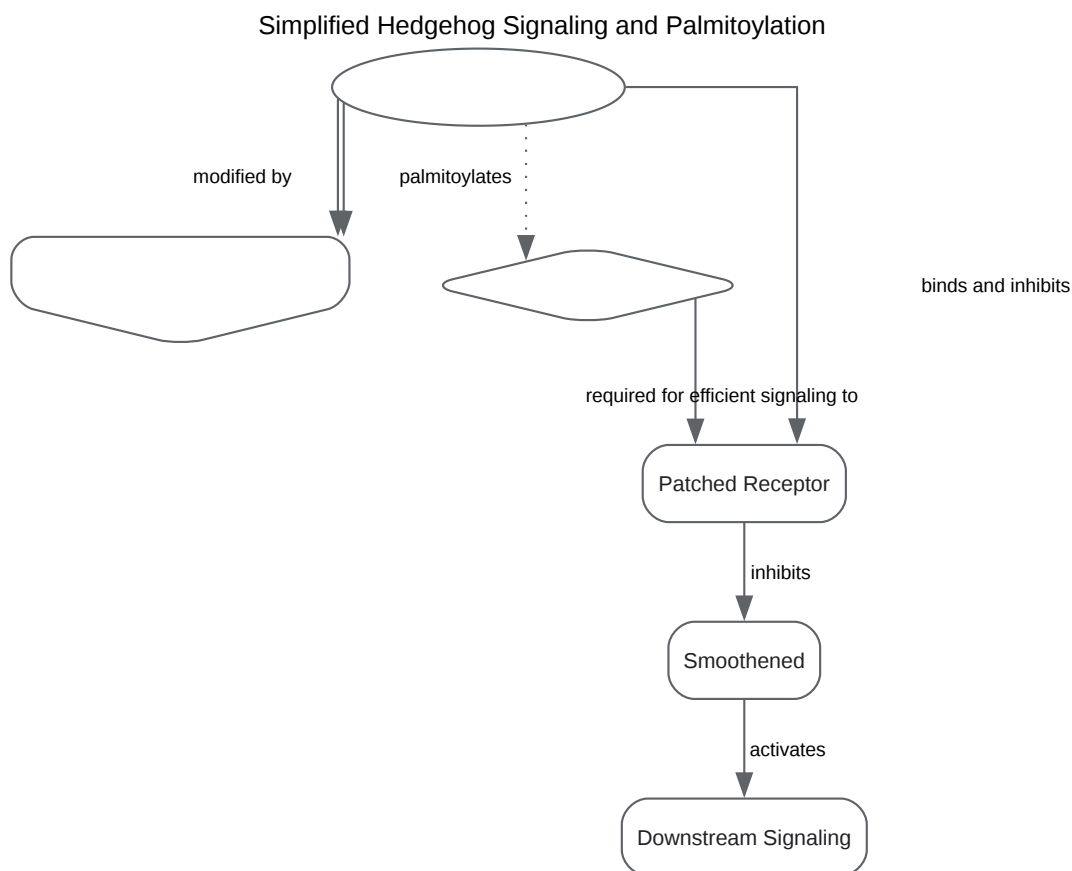 Simplified Hedgehog Signaling and Palmitoylation
modified by
palmitoylates
binds and inhibits
required for efficient signaling to
Patched Receptor
inhibits
Smoothened
activates
Downstream Signaling